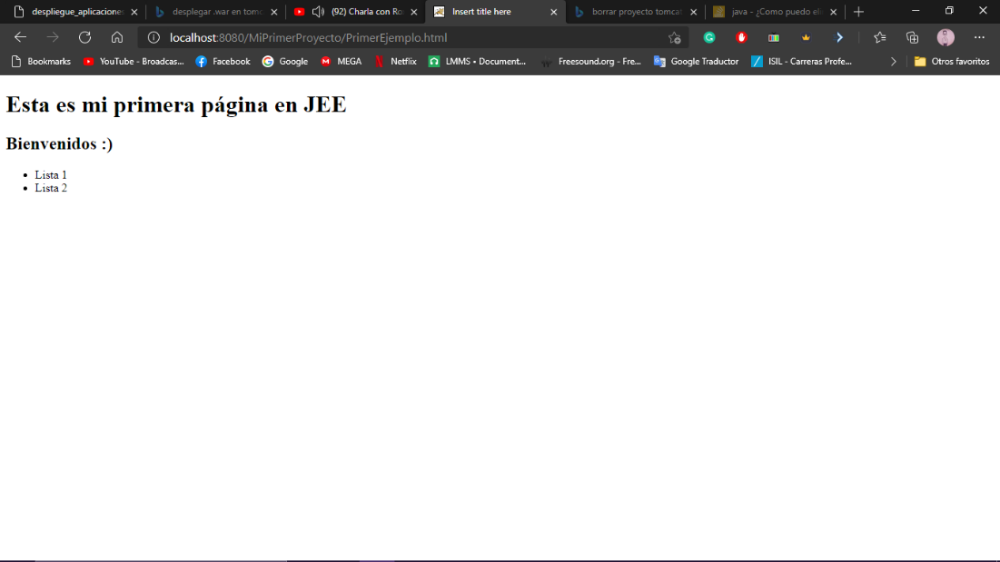 despliegue_aplicaciones
desplegar .war en tomc
(92) Charla con Ro
Insert title here
borrar proyecto tomcat
java - ¿Como puedo eli
localhost:8080/MiPrimerProyecto/PrimerEjemplo.html
Bookmarks
YouTube - Broadcas...
Facebook
Google
MEGA
Netflix
LMMS • Document...
Freesound.org - Fre...
Google Traductor
ISIL - Carreras Profe...
Otros favoritos
Esta es mi primera página en JEE
Bienvenidos :)
Lista 1
Lista 2